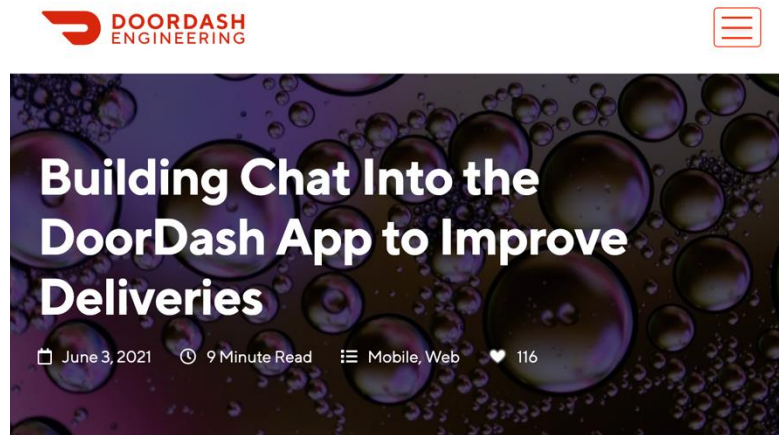 DOORDASH
ENGINEERING
Building Chat Into the
DoorDash App to Improve
Deliveries
June 3, 2021 9 Minute Read Mobile, Web 116